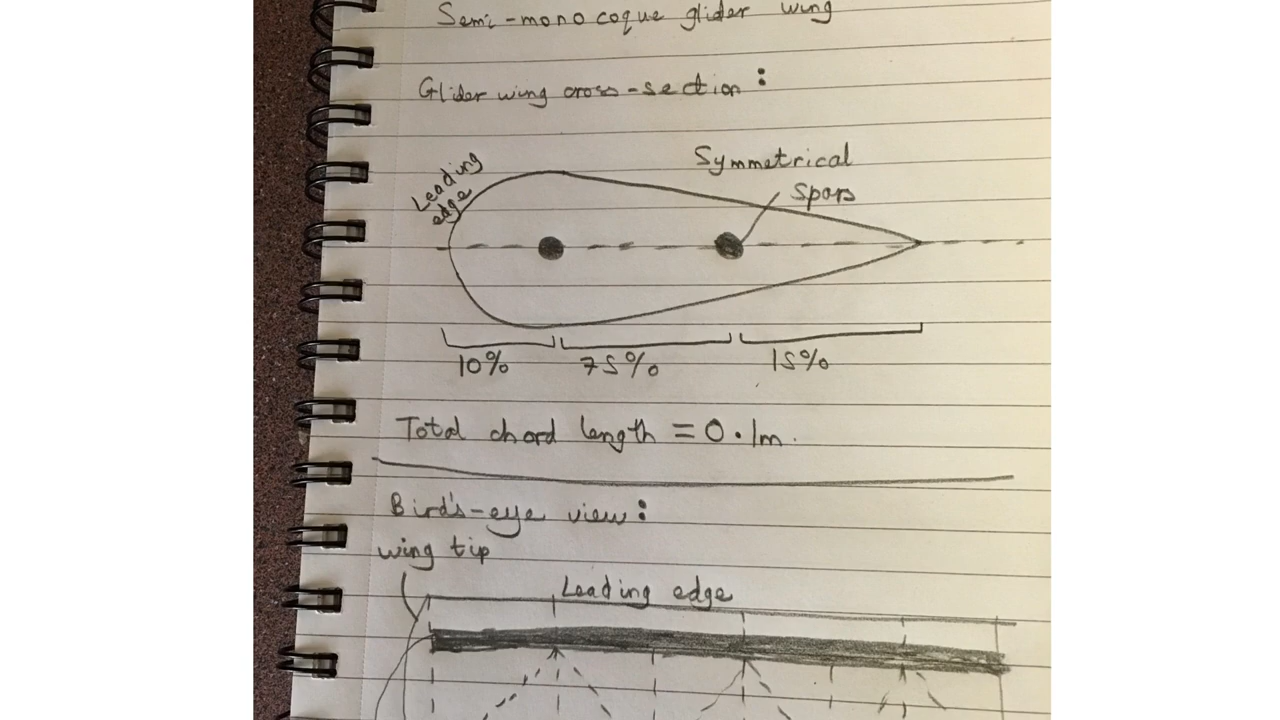 Semi-monocoque glider wing
Glider wing cross-section:
Leading
edge
Symmetrical
spars
10% 75% 15%
Total chord length = 0.1m.
Bird's-eye view:
wing tip
Leading edge